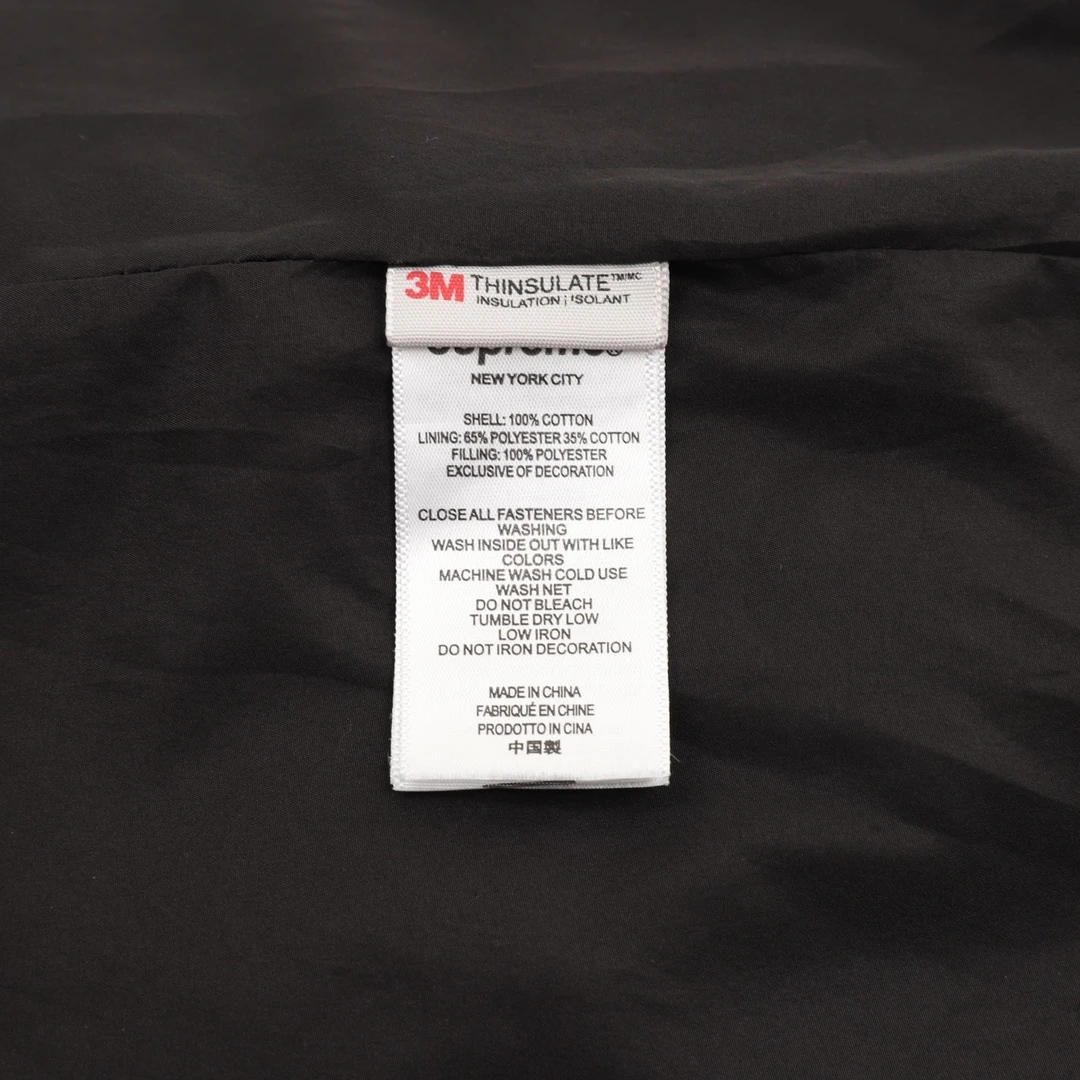 3M THINSULATE™/MC
INSULATION | ISOLANT
Supreme®
NEW YORK CITY
SHELL: 100% COTTON
LINING: 65% POLYESTER 35% COTTON
FILLING: 100% POLYESTER
EXCLUSIVE OF DECORATION
CLOSE ALL FASTENERS BEFORE
WASHING
WASH INSIDE OUT WITH LIKE
COLORS
MACHINE WASH COLD USE
WASH NET
DO NOT BLEACH
TUMBLE DRY LOW
LOW IRON
DO NOT IRON DECORATION
MADE IN CHINA
FABRIQUÉ EN CHINE
PRODOTTO IN CINA
中国製